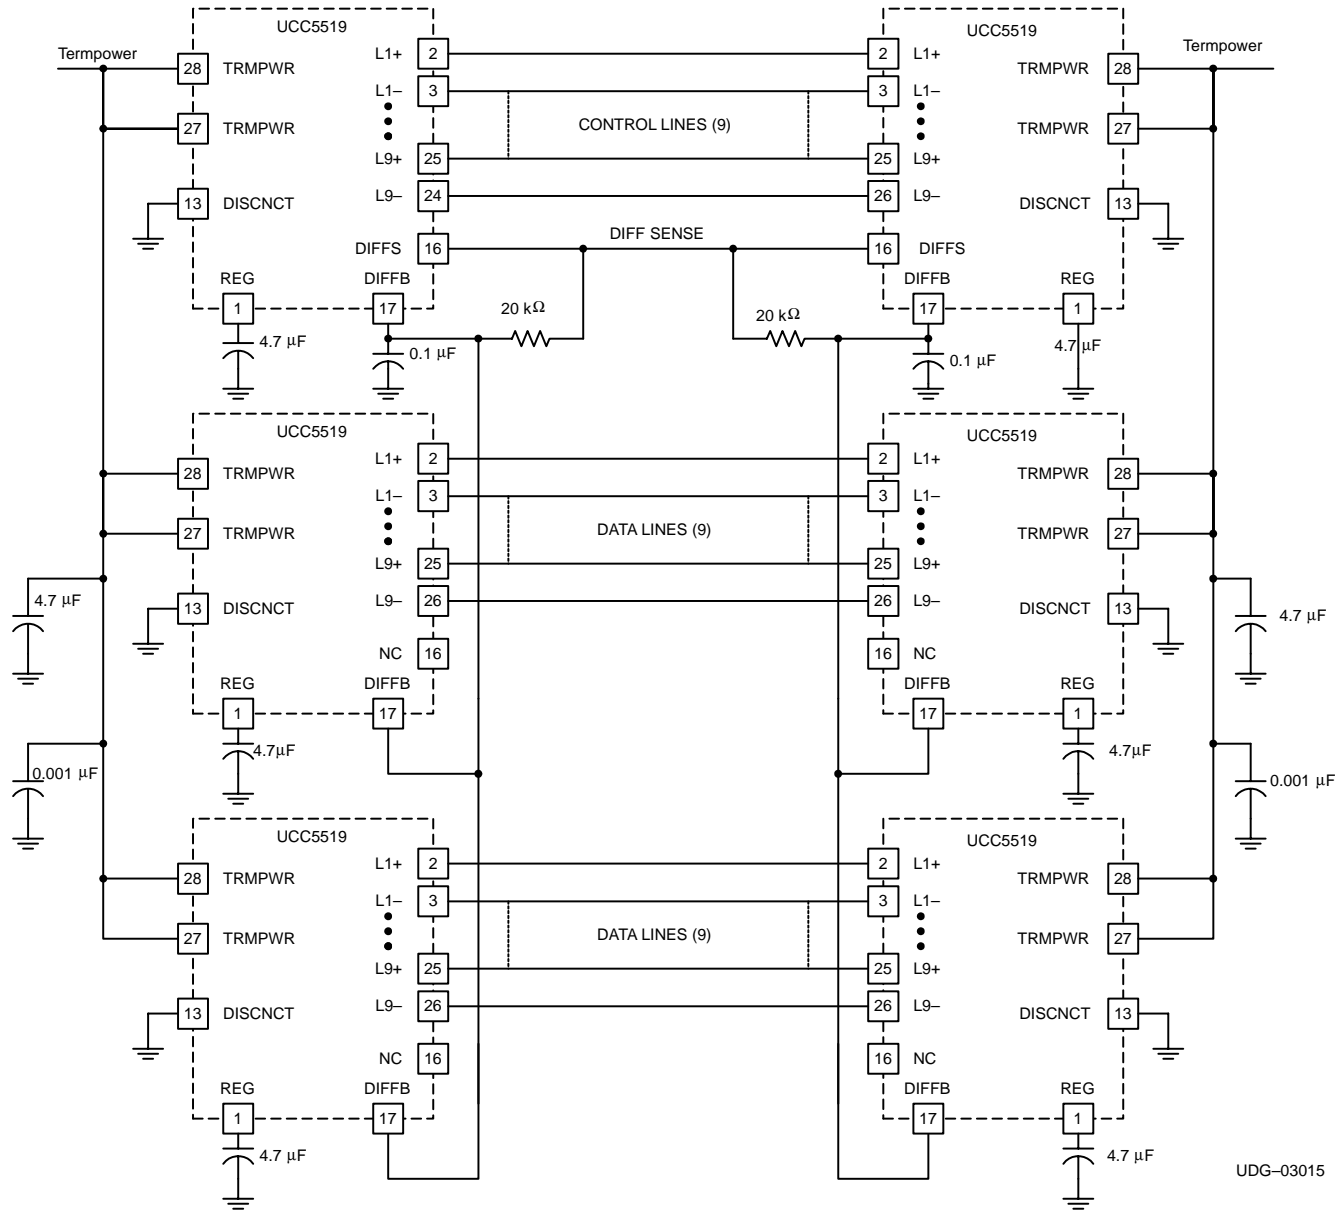 UCC5519
UCC5519
Termpower
Termpower
L1+ 2
2 L1+
28 TRMPWR
TRMPWR 28
L1– 3
3 L1–
CONTROL LINES (9)
27 TRMPWR
TRMPWR 27
L9+ 25
25 L9+
L9– 24
26 L9–
13 DISCNCT
DISCNCT 13
DIFF SENSE
DIFFS 16
16 DIFFS
REG
DIFFB
DIFFB
REG
1
17
20 kΩ
20 kΩ
17
1
4.7 µF
0.1 µF
4.7 µF
0.1 µF
UCC5519
UCC5519
L1+ 2
2 L1+
28 TRMPWR
TRMPWR 28
L1– 3
3 L1–
27 TRMPWR
DATA LINES (9)
TRMPWR 27
L9+ 25
25 L9+
4.7 µF
L9– 26
26 L9–
13 DISCNCT
DISCNCT 13
4.7 µF
NC 16
16 NC
REG
DIFFB
DIFFB
REG
1
17
17
1
4.7µF
4.7µF
0.001 µF
0.001 µF
UCC5519
UCC5519
L1+ 2
2 L1+
28 TRMPWR
TRMPWR 28
L1– 3
3 L1–
27 TRMPWR
DATA LINES (9)
TRMPWR 27
L9+ 25
25 L9+
L9– 26
26 L9–
13 DISCNCT
DISCNCT 13
NC 16
16 NC
REG
DIFFB
DIFFB
REG
1
17
17
1
4.7 µF
4.7 µF
UDG–03015